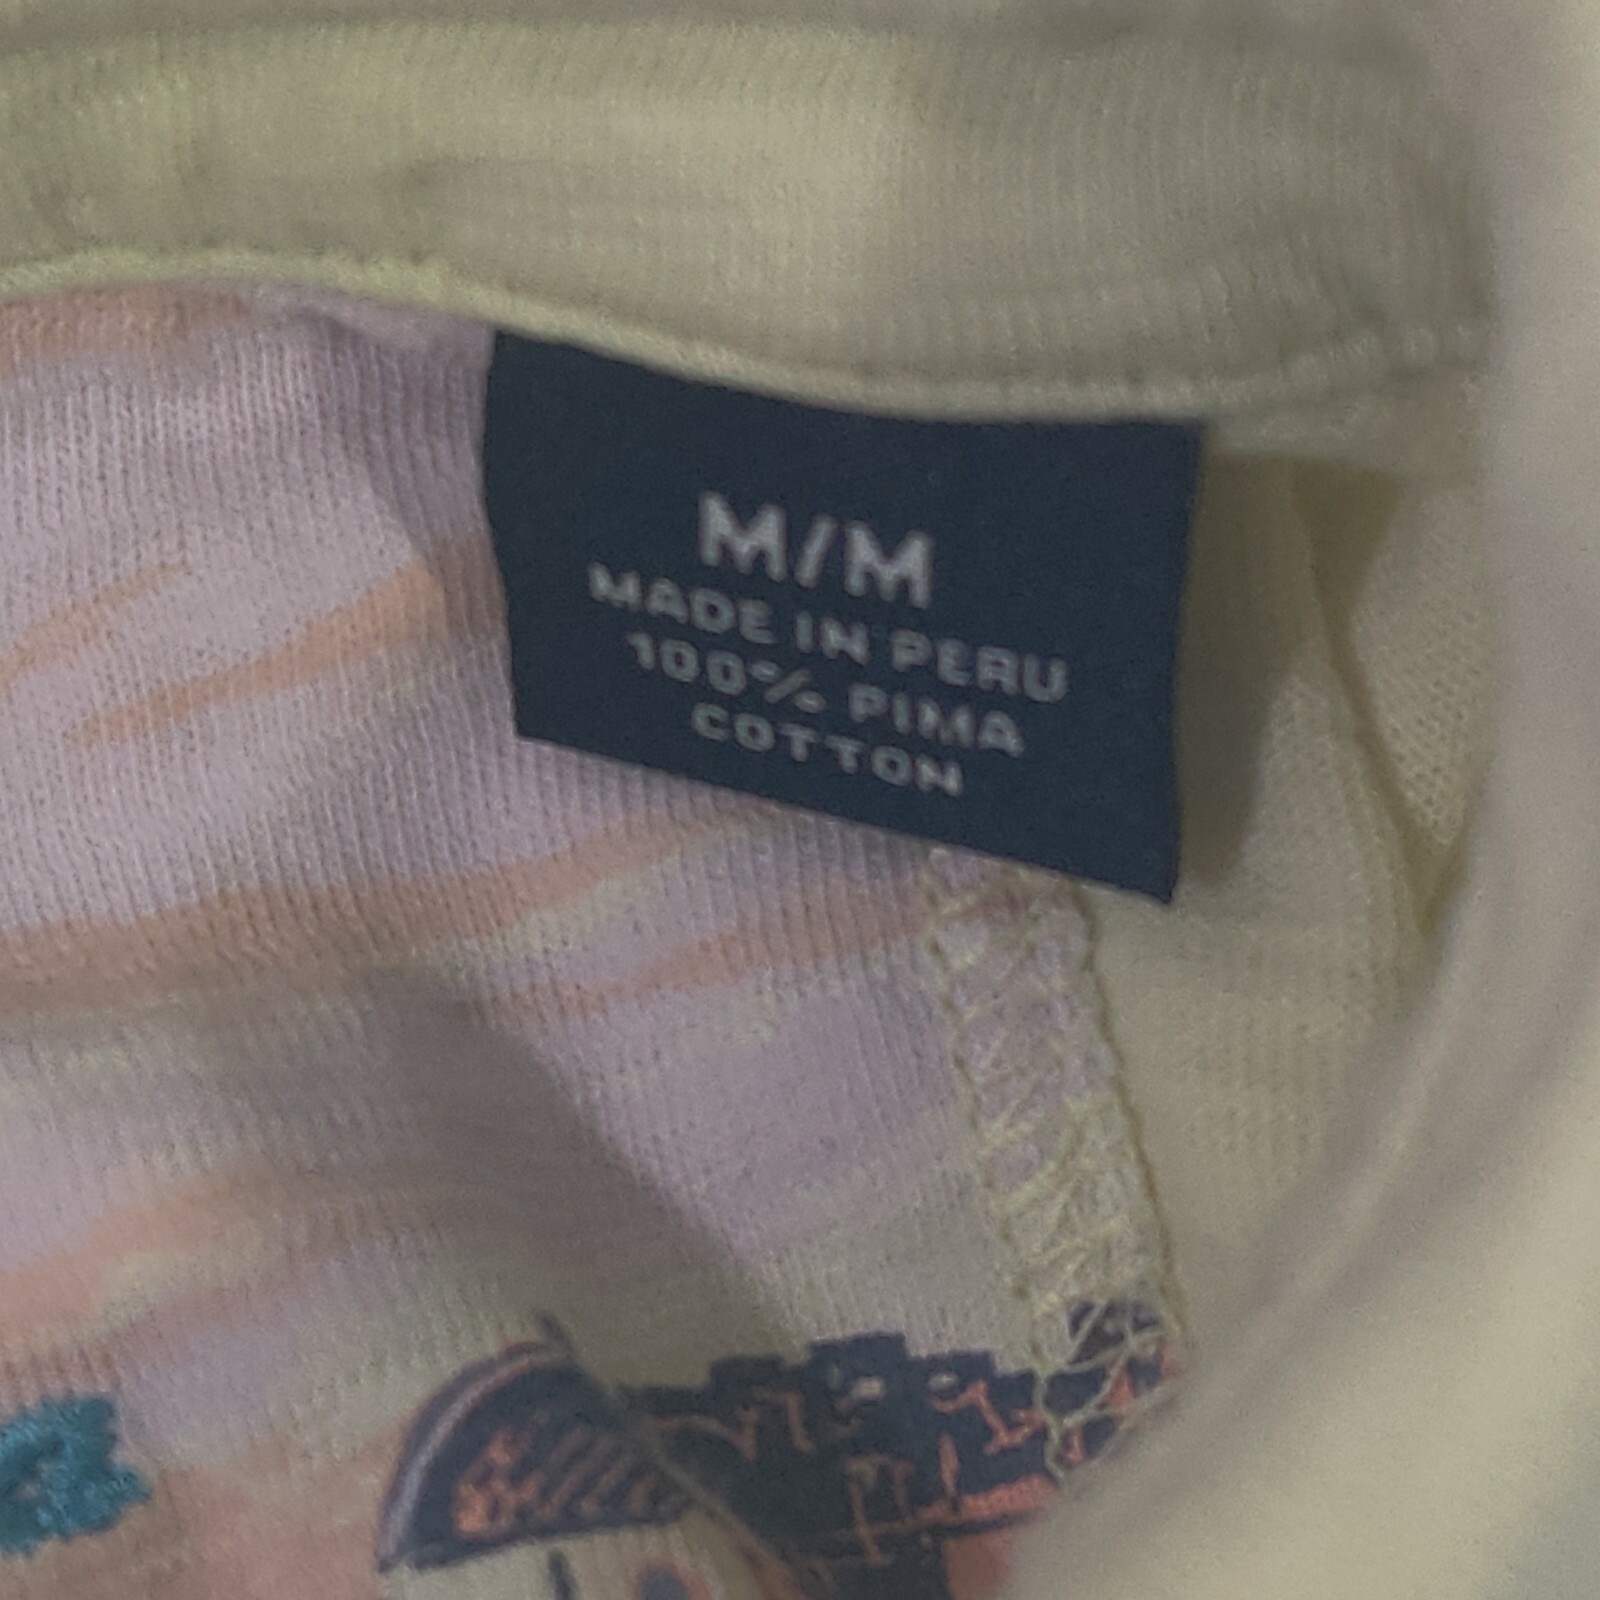 M/M
MADE IN PERU
100% PIMA
COTTON